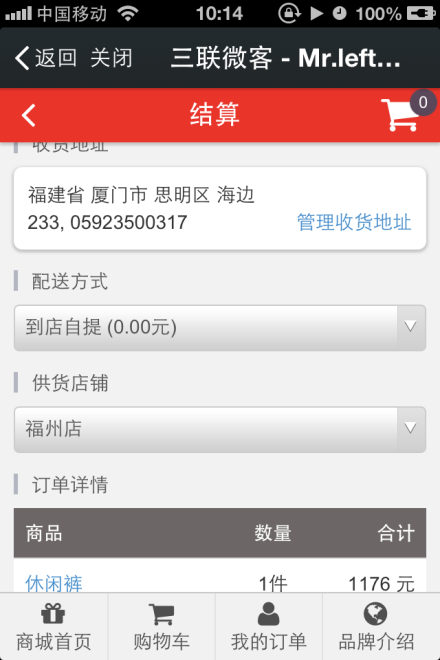 中国移动 10:14 100%
返回 关闭 三联微客 - Mr.left...
结算 0
收货地址
福建省 厦门市 思明区 海边
233, 05923500317 管理收货地址
配送方式
到店自提 (0.00元)
供货店铺
福州店
订单详情
商品 数量 合计
休闲裤 1件 1176 元
商城首页 购物车 我的订单 品牌介绍